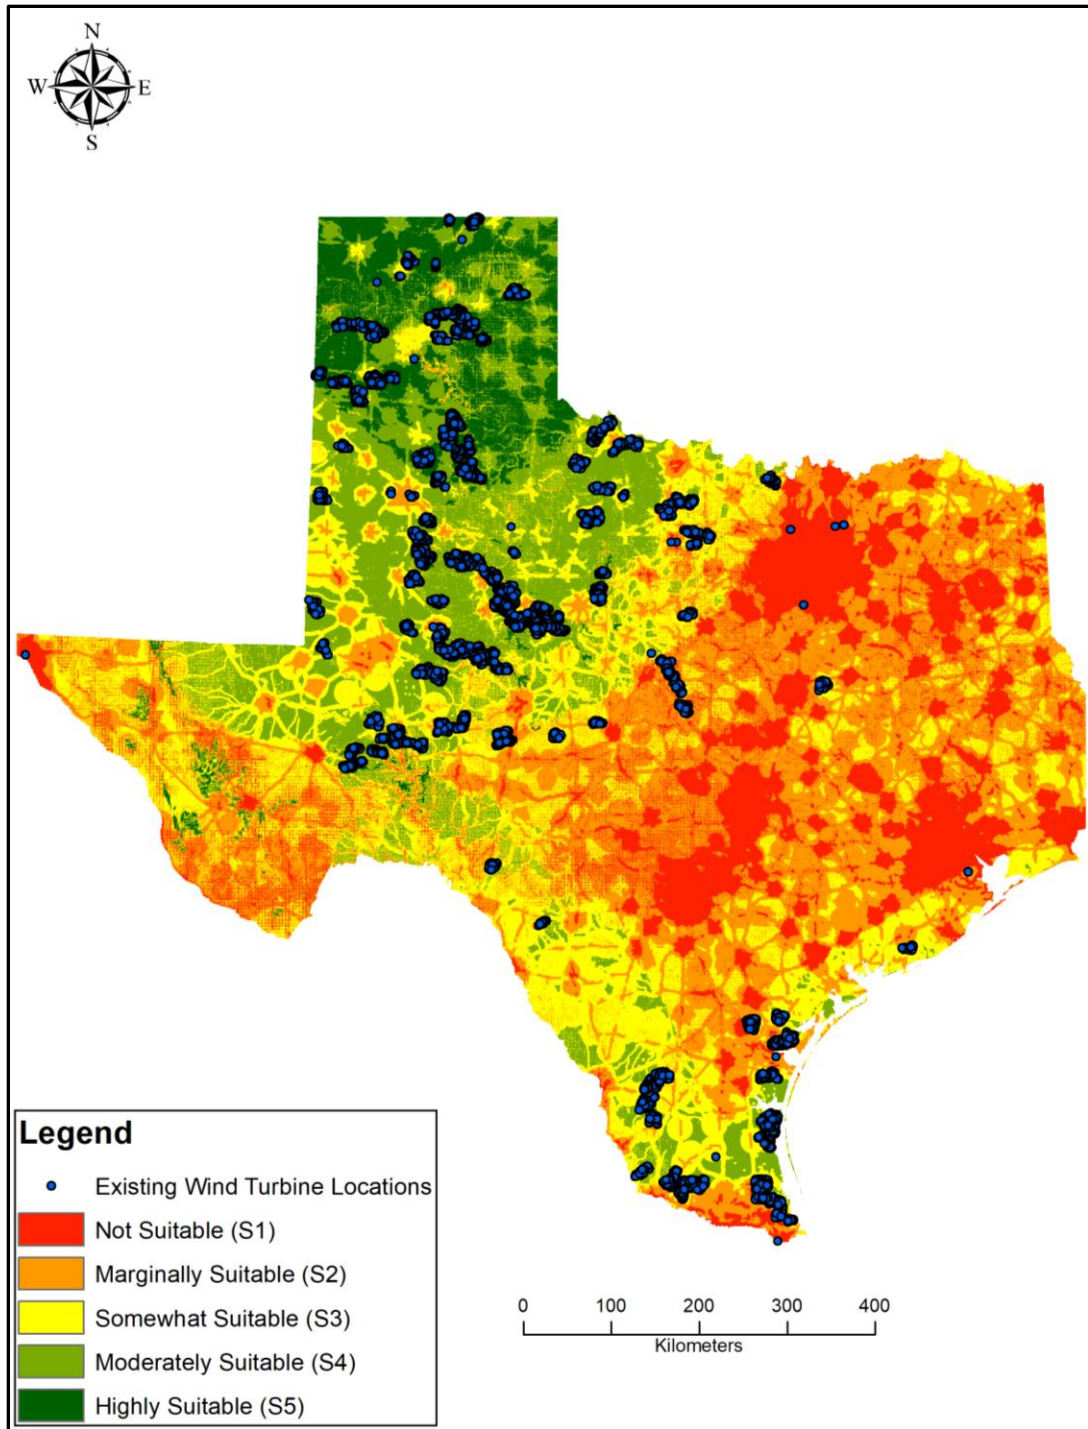 N
W E
S
Legend
Existing Wind Turbine Locations
Not Suitable (S1)
Marginally Suitable (S2)
Somewhat Suitable (S3)
Moderately Suitable (S4)
Highly Suitable (S5)
0 100 200 300 400
Kilometers